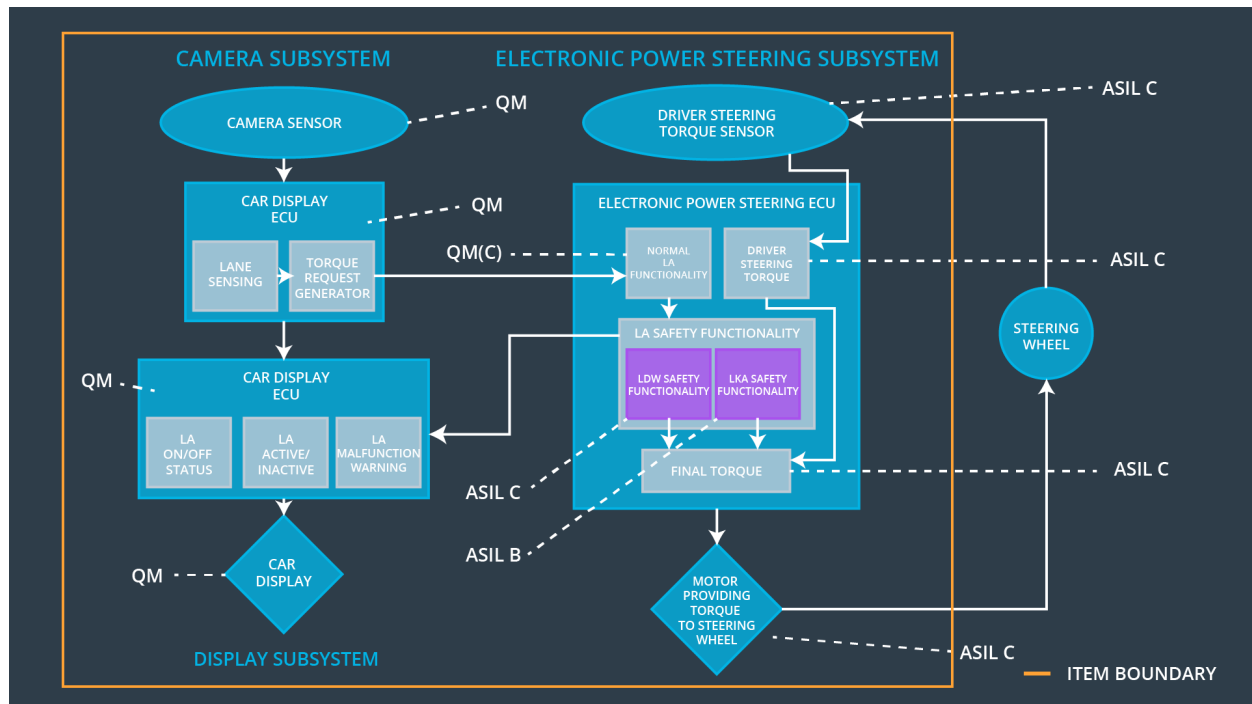 CAMERA SUBSYSTEM
ELECTRONIC POWER STEERING SUBSYSTEM
CAMERA SENSOR
QM
DRIVER STEERING
TORQUE SENSOR
ASIL C
CAR DISPLAY
ECU
QM
LANE
SENSING
TORQUE
REQUEST
GENERATOR
ELECTRONIC POWER STEERING ECU
QM(C)
NORMAL
LA
FUNCTIONALITY
DRIVER
STEERING
TORQUE
ASIL C
STEERING
WHEEL
LA SAFETY FUNCTIONALITY
LDW SAFETY
FUNCTIONALITY
LKA SAFETY
FUNCTIONALITY
QM
CAR DISPLAY
ECU
LA
ON/OFF
STATUS
LA
ACTIVE/
INACTIVE
LA
MALFUNCTION
WARNING
FINAL TORQUE
ASIL C
ASIL C
ASIL B
QM
CAR
DISPLAY
MOTOR
PROVIDING
TORQUE
TO STEERING
WHEEL
ASIL C
DISPLAY SUBSYSTEM
ITEM BOUNDARY